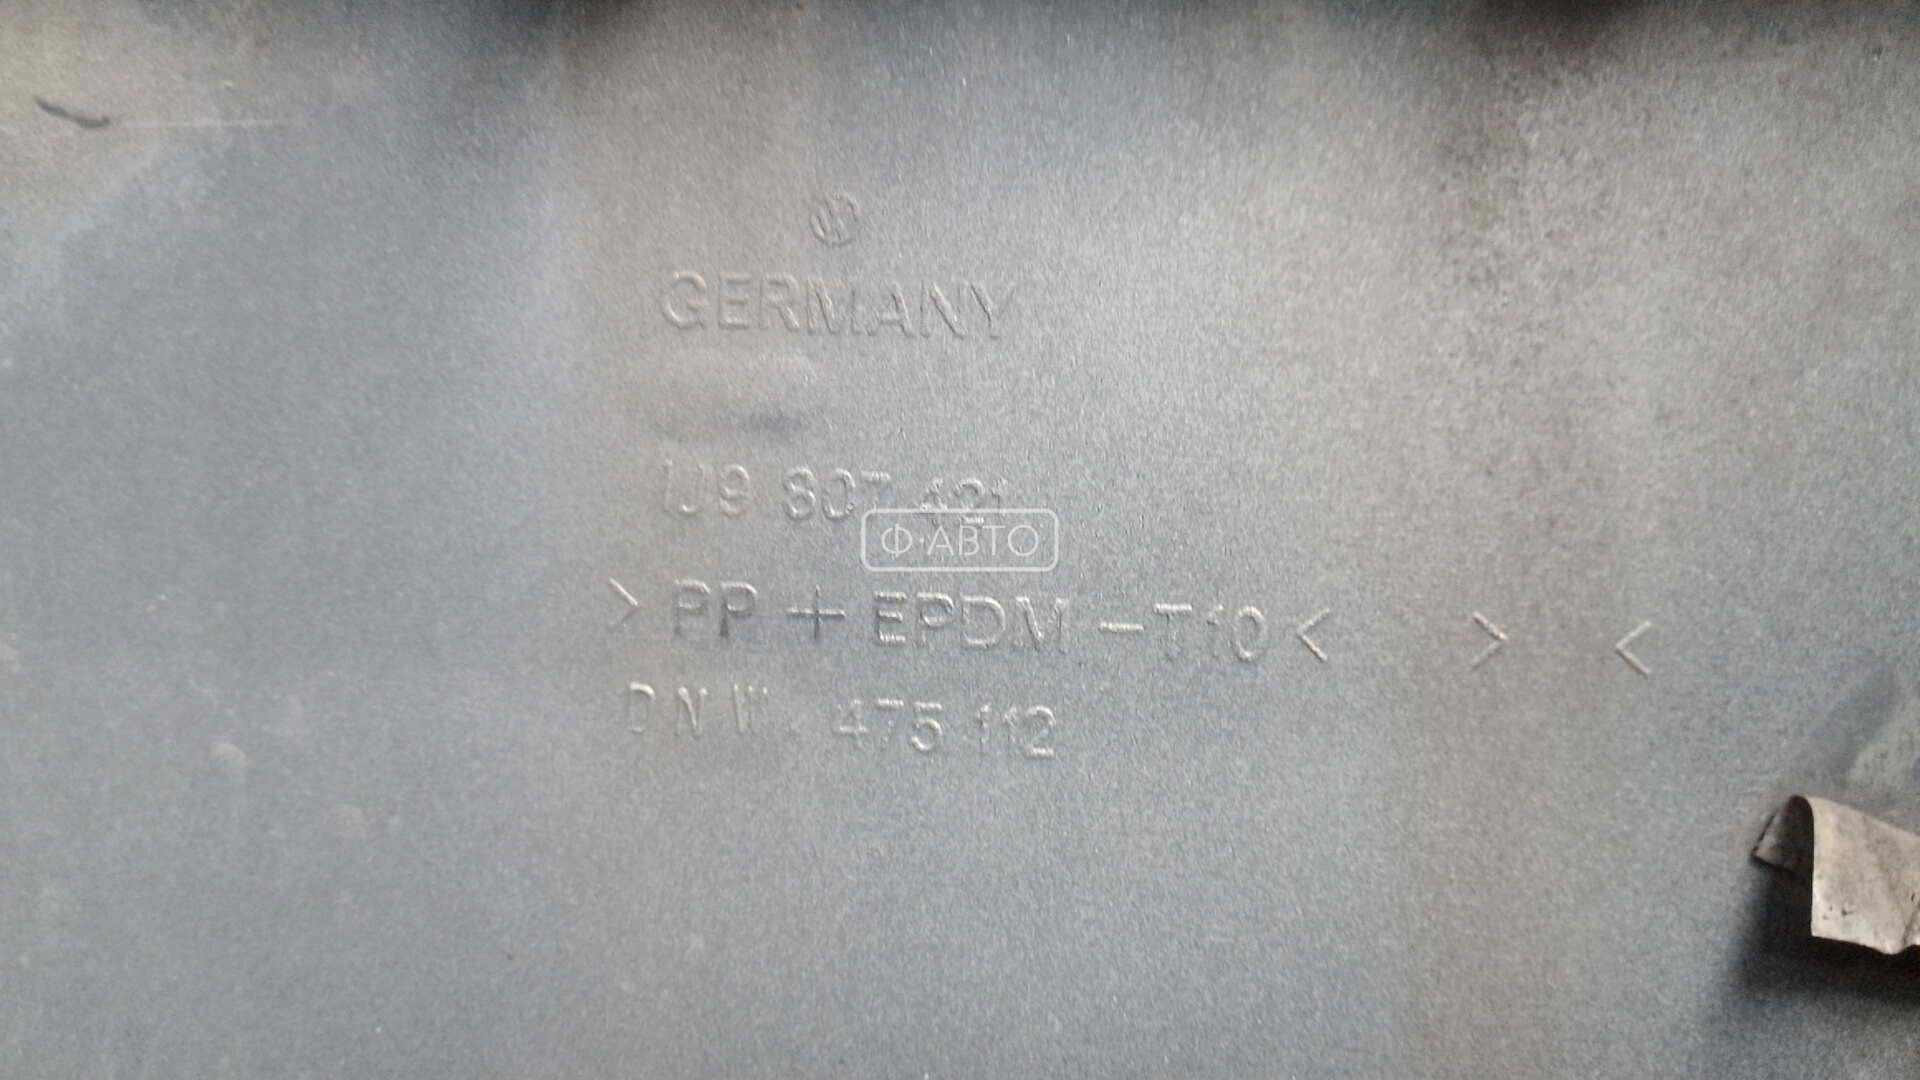 GERMANY
1J9 807 421
Ф·АВТО
>PP + EPDM -T10<   >   <
DNW. 475 112